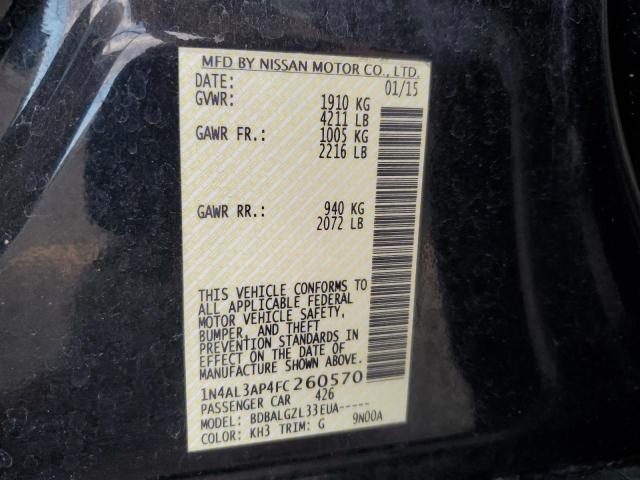 MFD BY NISSAN MOTOR CO., LTD.
DATE: 01/15
GVWR: 1910 KG
4211 LB
GAWR FR.: 1005 KG
2216 LB
GAWR RR.: 940 KG
2072 LB
THIS VEHICLE CONFORMS TO
ALL APPLICABLE FEDERAL
MOTOR VEHICLE SAFETY,
BUMPER, AND THEFT
PREVENTION STANDARDS IN
EFFECT ON THE DATE OF
MANUFACTURE SHOWN ABOVE.
1N4AL3AP4FC260570
PASSENGER CAR 426
MODEL: BDBALGZL33EUA-----
COLOR: KH3 TRIM: G 9N00A